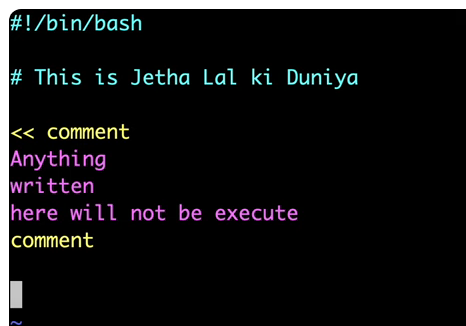 #!/bin/bash
# This is Jetha Lal ki Duniya
<< comment
Anything
written
here will not be execute
comment
~